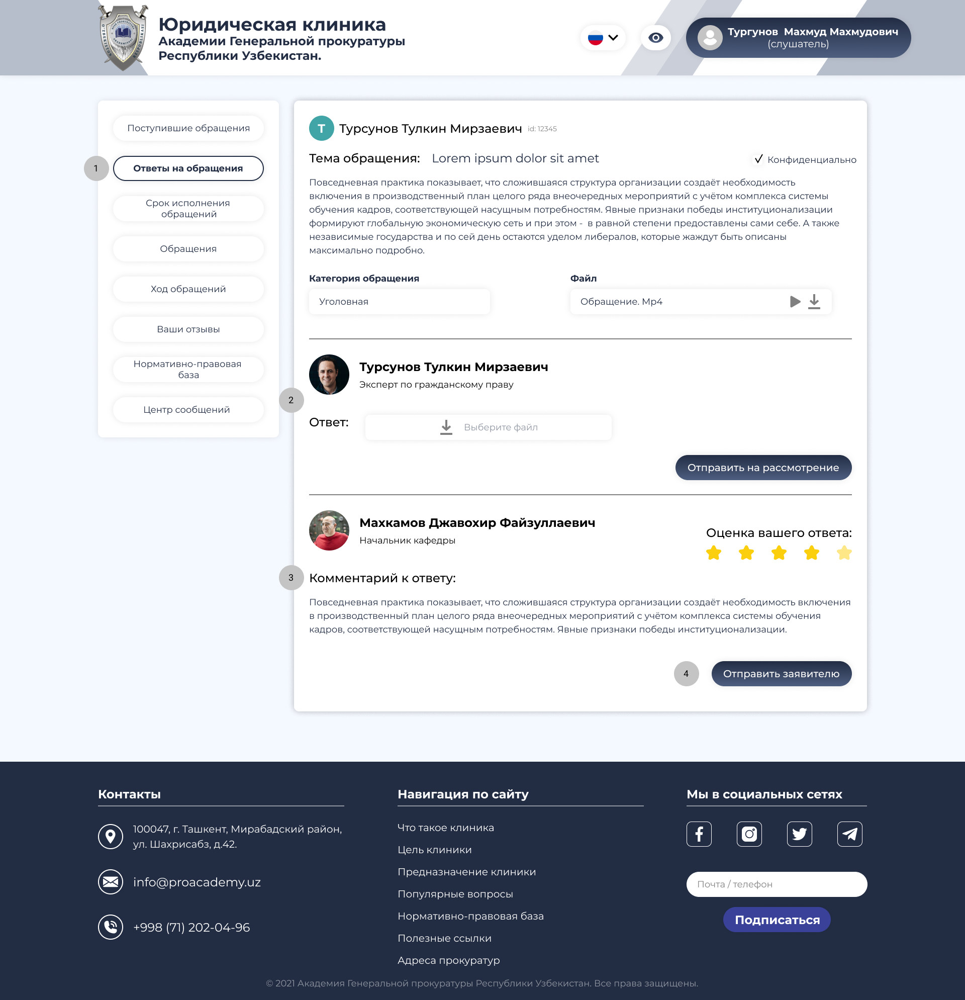 Юридическая клиника
Академии Генеральной прокуратуры
Республики Узбекистан.
Тургунов  Махмуд Махмудович
(слушатель)
Поступившие обращения
1
Ответы на обращения
Срок исполнения
обращений
Обращения
Ход обращений
Ваши отзывы
Нормативно-правовая
база
Центр сообщений
Т
Турсунов Тулкин Мирзаевич
id: 12345
Тема обращения: Lorem ipsum dolor sit amet
Конфиденциально
Повседневная практика показывает, что сложившаяся структура организации создаёт необходимость
включения в производственный план целого ряда внеочередных мероприятий с учётом комплекса системы
обучения кадров, соответствующей насущным потребностям. Явные признаки победы институционализации
формируют глобальную экономическую сеть и при этом -  в равной степени предоставлены сами себе. А также
независимые государства и по сей день остаются уделом либералов, которые жаждут быть описаны
максимально подробно.
Категория обращения
Уголовная
Файл
Обращение. Mp4
Турсунов Тулкин Мирзаевич
Эксперт по гражданскому праву
2
Ответ:
Выберите файл
Отправить на рассмотрение
Махкамов Джавохир Файзуллаевич
Начальник кафедры
Оценка вашего ответа:
3
Комментарий к ответу:
Повседневная практика показывает, что сложившаяся структура организации создаёт необходимость включения
в производственный план целого ряда внеочередных мероприятий с учётом комплекса системы обучения
кадров, соответствующей насущным потребностям. Явные признаки победы институционализации.
4
Отправить заявителю
Контакты
100047, г. Ташкент, Мирабадский район,
ул. Шахрисабз, д.42.
info@proacademy.uz
+998 (71) 202-04-96
Навигация по сайту
Что такое клиника
Цель клиники
Предназначение клиники
Популярные вопросы
Нормативно-правовая база
Полезные ссылки
Адреса прокуратур
Мы в социальных сетях
Почта / телефон
Подписаться
© 2021 Академия Генеральной прокуратуры Республики Узбекистан. Все права защищены.